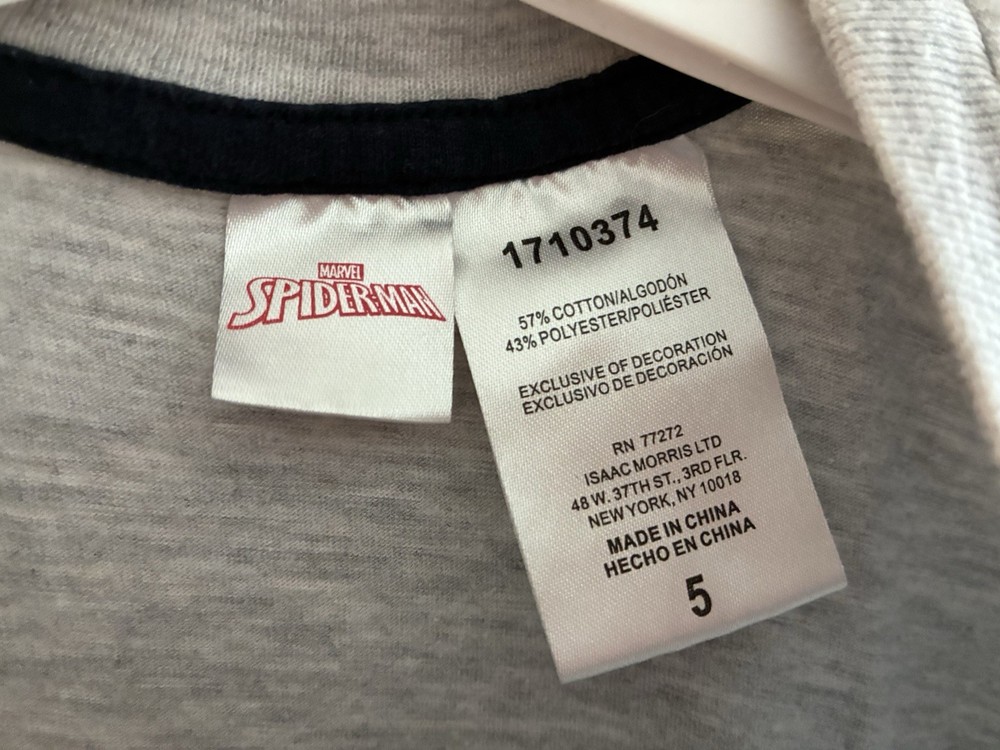 MARVEL
SPIDER-MAN
1710374
57% COTTON/ALGODÓN
43% POLYESTER/POLIÉSTER
EXCLUSIVE OF DECORATION
EXCLUSIVO DE DECORACIÓN
RN 77272
ISAAC MORRIS LTD
48 W. 37TH ST., 3RD FLR.
NEW YORK, NY 10018
MADE IN CHINA
HECHO EN CHINA
5